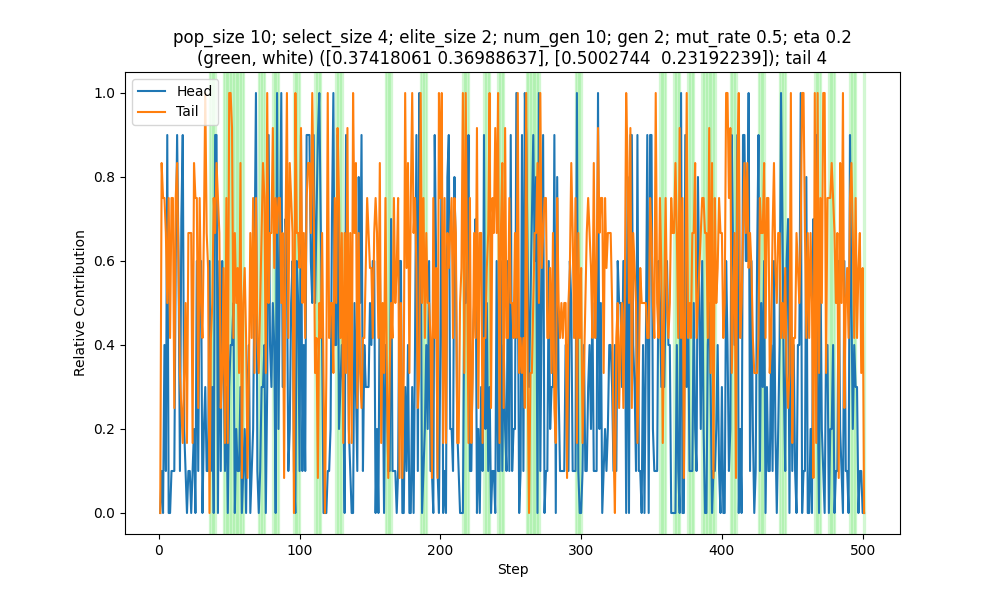 pop_size 10; select_size 4; elite_size 2; num_gen 10; gen 2; mut_rate 0.5; eta 0.2
(green, white) ([0.37418061 0.36988637], [0.5002744  0.23192239]); tail 4
Head
Tail
Relative Contribution
1.0
0.8
0.6
0.4
0.2
0.0
0
100
200
300
400
500
Step